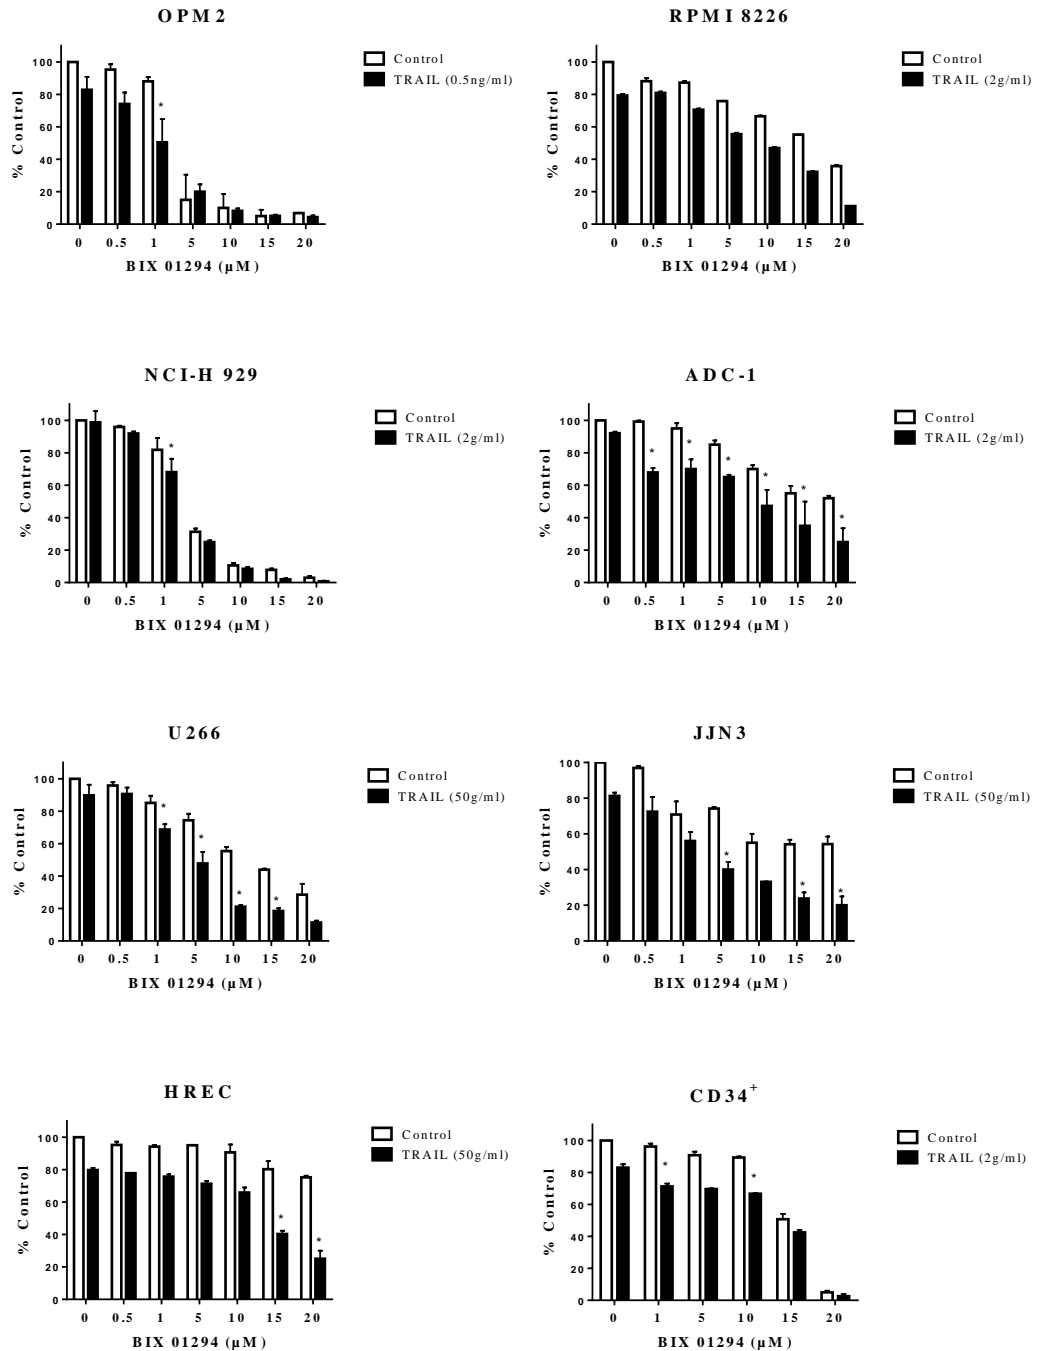 OPM2
% Control
100
80
60
40
20
0
*
Control
TRAIL (0.5ng/ml)
0 0.5 1 5 10 15 20
BIX 01294 (µM)
RPMI 8226
% Control
100
80
60
40
20
0
Control
TRAIL (2g/ml)
0 0.5 1 5 10 15 20
BIX 01294 (µM)
NCI-H 929
% Control
100
80
60
40
20
0
*
Control
TRAIL (2g/ml)
0 0.5 1 5 10 15 20
BIX 01294 (µM)
ADC-1
% Control
100
80
60
40
20
0
* * * * * *
Control
TRAIL (2g/ml)
0 0.5 1 5 10 15 20
BIX 01294 (µM)
U266
% Control
100
80
60
40
20
0
* * * *
Control
TRAIL (50g/ml)
0 0.5 1 5 10 15 20
BIX 01294 (µM)
JJN3
% Control
100
80
60
40
20
0
* * *
Control
TRAIL (50g/ml)
0 0.5 1 5 10 15 20
BIX 01294 (µM)
HREC
% Control
100
80
60
40
20
0
* *
Control
TRAIL (50g/ml)
0 0.5 1 5 10 15 20
BIX 01294 (µM)
CD34+
% Control
100
80
60
40
20
0
* *
Control
TRAIL (2g/ml)
0 1 5 10 15 20
BIX 01294 (µM)